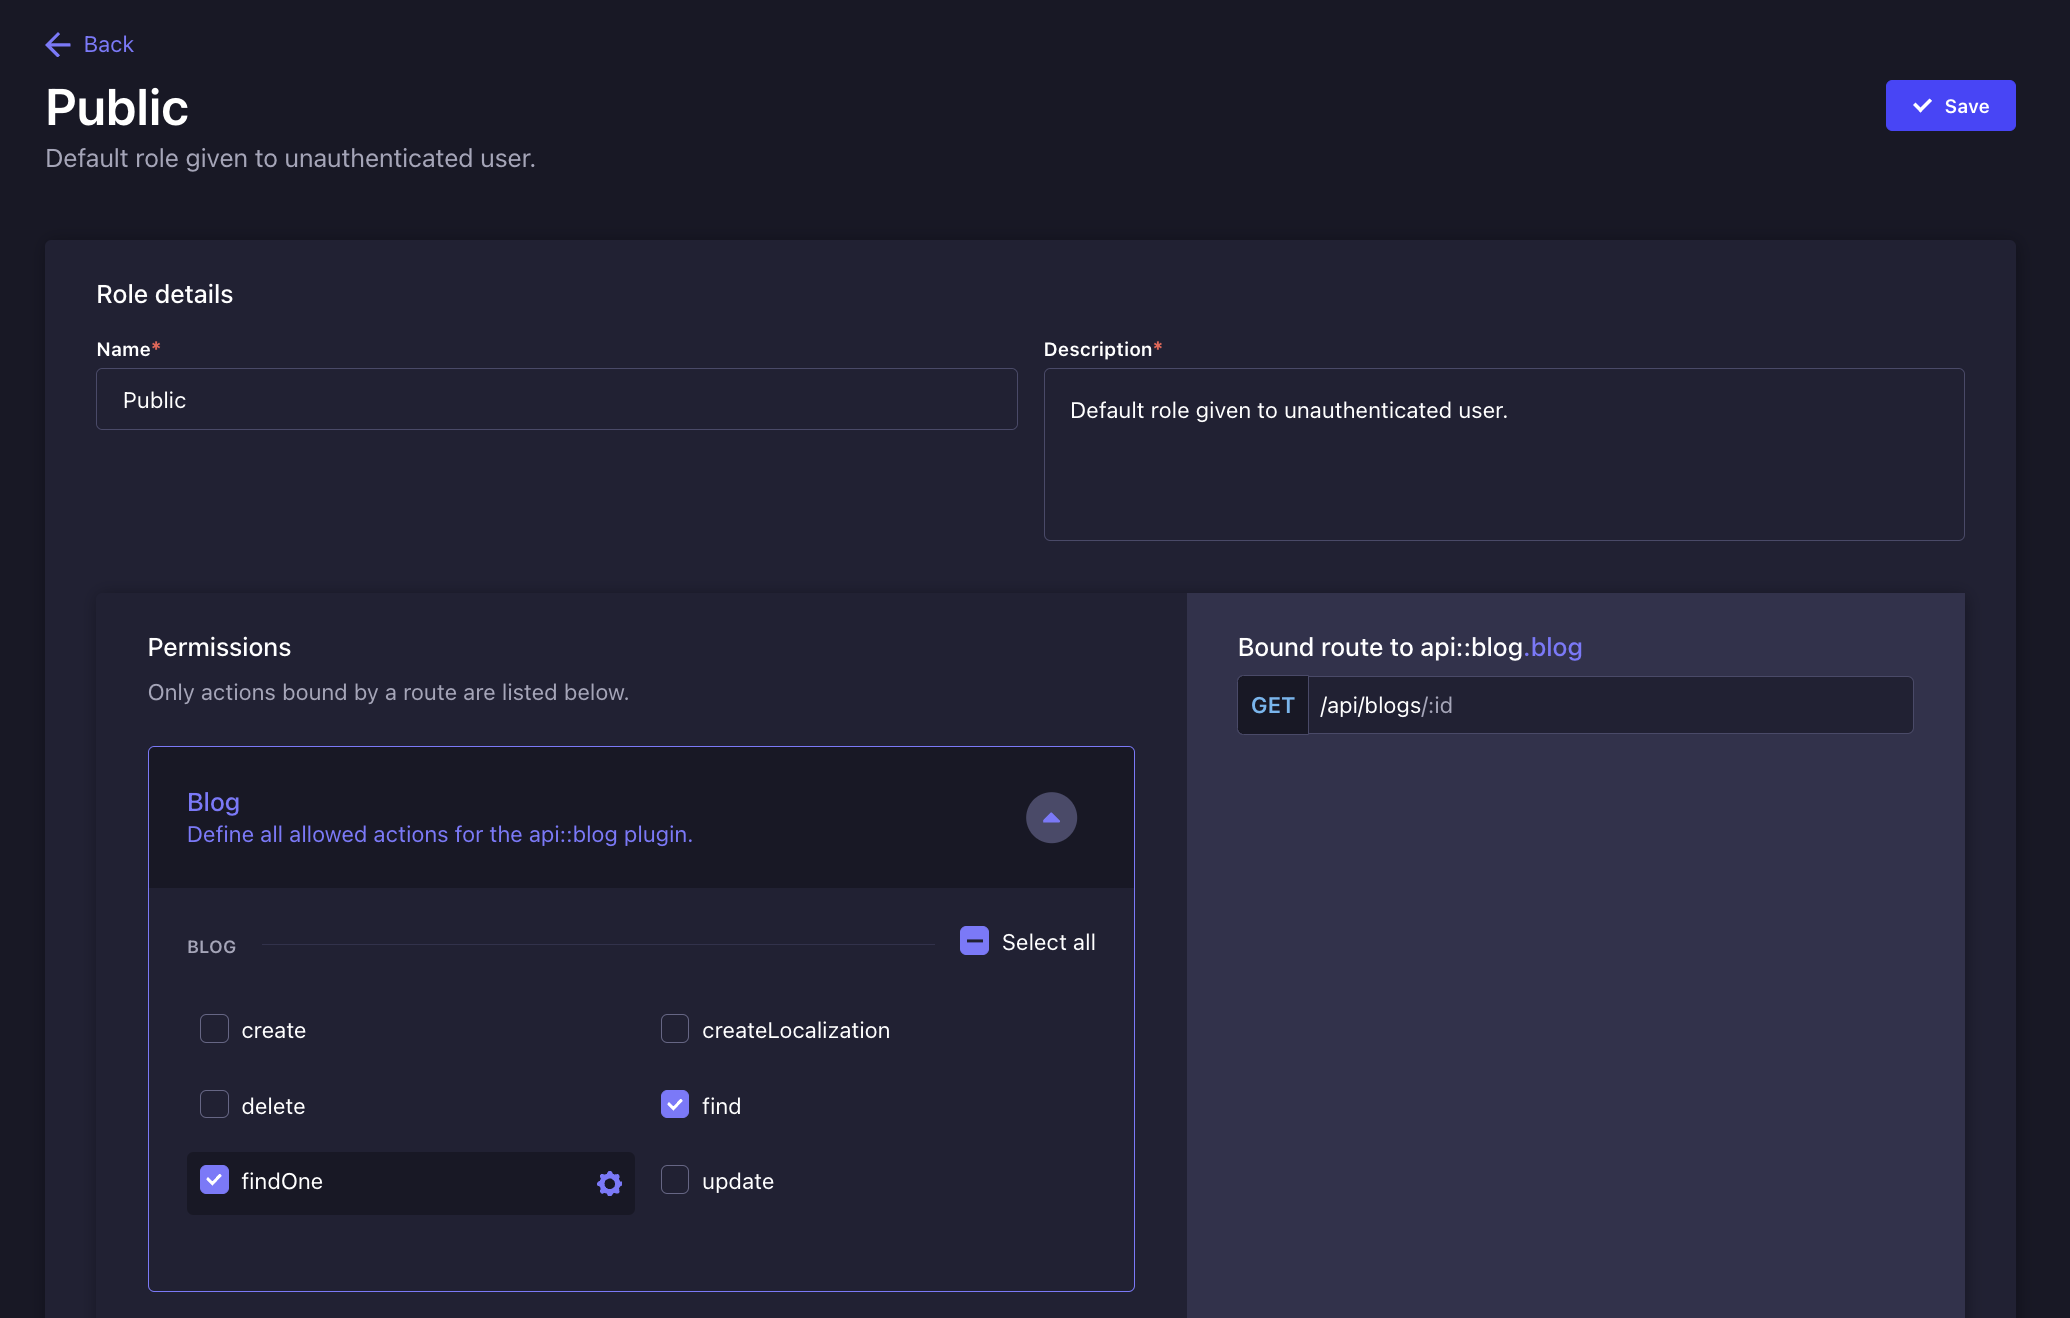 Back
Public
Save
Default role given to unauthenticated user.
Role details
Name*
Public
Description*
Default role given to unauthenticated user.
Permissions
Only actions bound by a route are listed below.
Blog
Define all allowed actions for the api::blog plugin.
BLOG
Select all
create
createLocalization
delete
find
findOne
update
Bound route to api::blog.blog
GET /api/blogs/:id